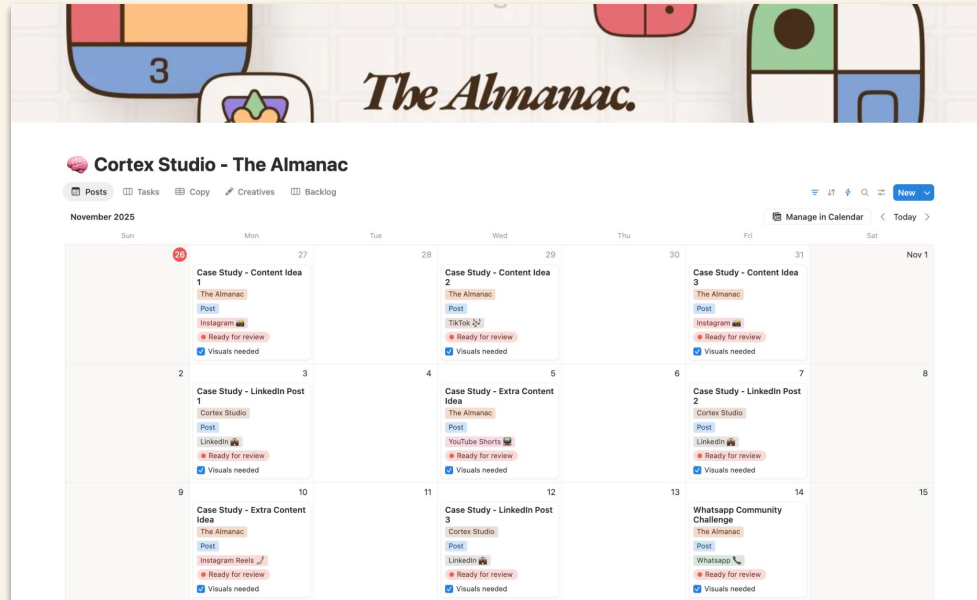 3
The Almanac.
Cortex Studio - The Almanac
Posts Tasks Copy Creatives Backlog New
November 2025 Manage in Calendar Today
Sun Mon Tue Wed Thu Fri Sat
26 27 28 29 30 31 Nov 1
Case Study - Content Idea
1
The Almanac
Post
Instagram
Ready for review
Visuals needed
Case Study - Content Idea
2
The Almanac
Post
TikTok
Ready for review
Visuals needed
Case Study - Content Idea
3
The Almanac
Post
Instagram
Ready for review
Visuals needed
2 3 4 5 6 7 8
Case Study - LinkedIn Post
1
Cortex Studio
Post
LinkedIn
Ready for review
Visuals needed
Case Study - Extra Content
Idea
The Almanac
Post
YouTube Shorts
Ready for review
Visuals needed
Case Study - LinkedIn Post
2
Cortex Studio
Post
LinkedIn
Ready for review
Visuals needed
9 10 11 12 13 14 15
Case Study - Extra Content
Idea
The Almanac
Post
Instagram Reels
Ready for review
Visuals needed
Case Study - LinkedIn Post
3
Cortex Studio
Post
LinkedIn
Ready for review
Visuals needed
Whatsapp Community
Challenge
The Almanac
Post
Whatsapp
Ready for review
Visuals needed